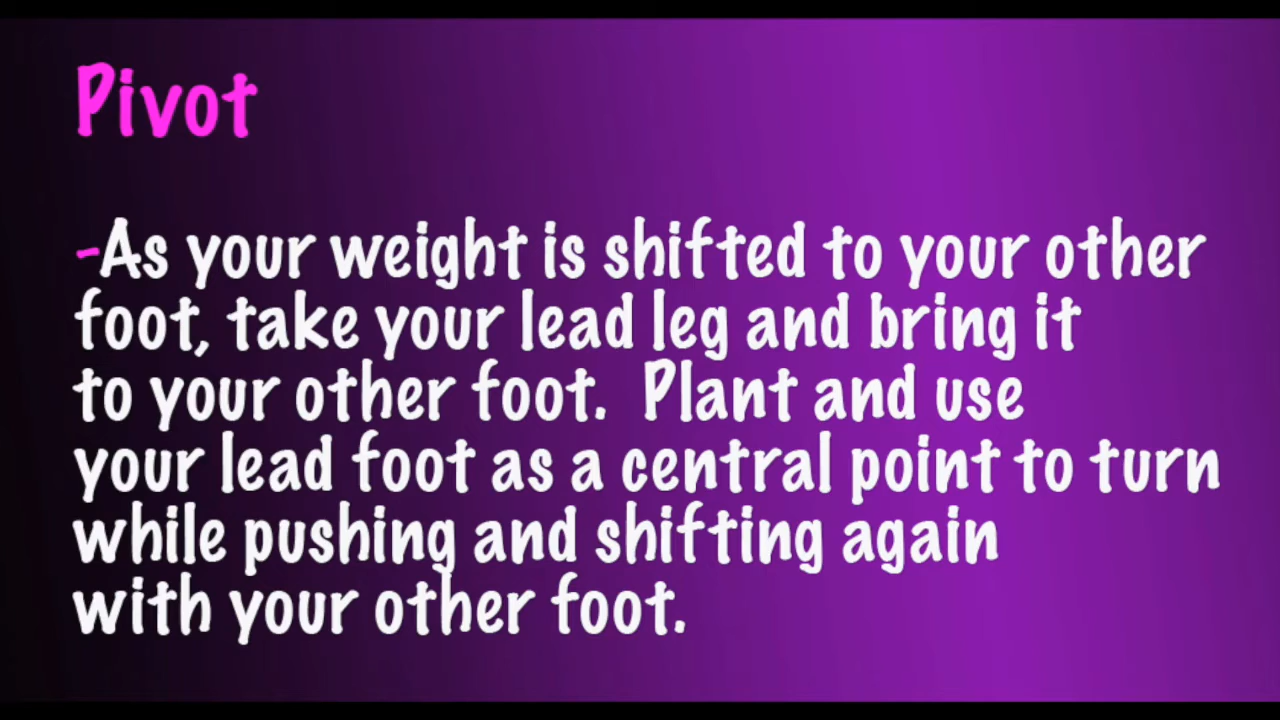 Pivot
-As your weight is shifted to your other
foot, take your lead leg and bring it
to your other foot.  Plant and use
your lead foot as a central point to turn
while pushing and shifting again
with your other foot.